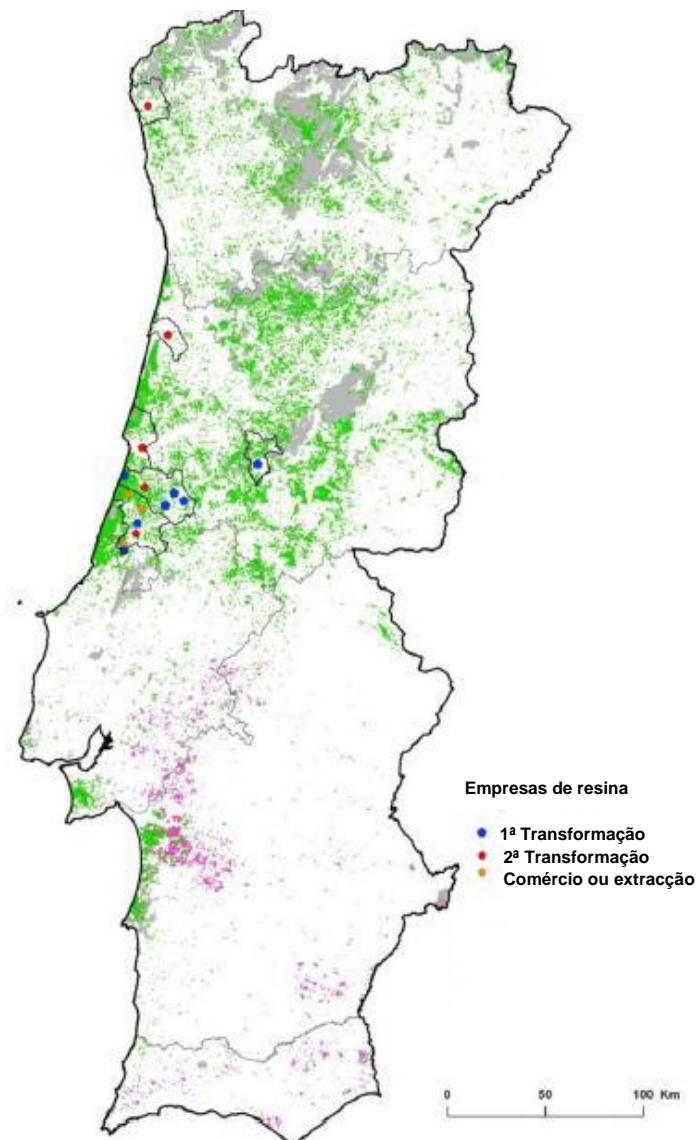 Empresas de resina
1ª Transformação
2ª Transformação
Comércio ou extracção
0 50 100 Km